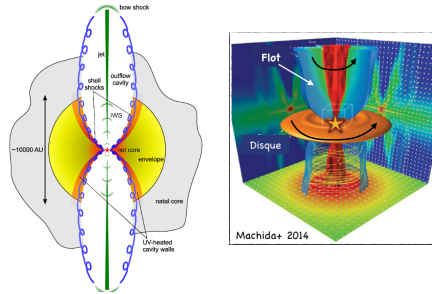 bow shock
jet
outflow
cavity
shell
shocks
IWS
~10000 AU
hot core
envelope
natal core
UV-heated
cavity walls
Flot
Disque
Machida+ 2014